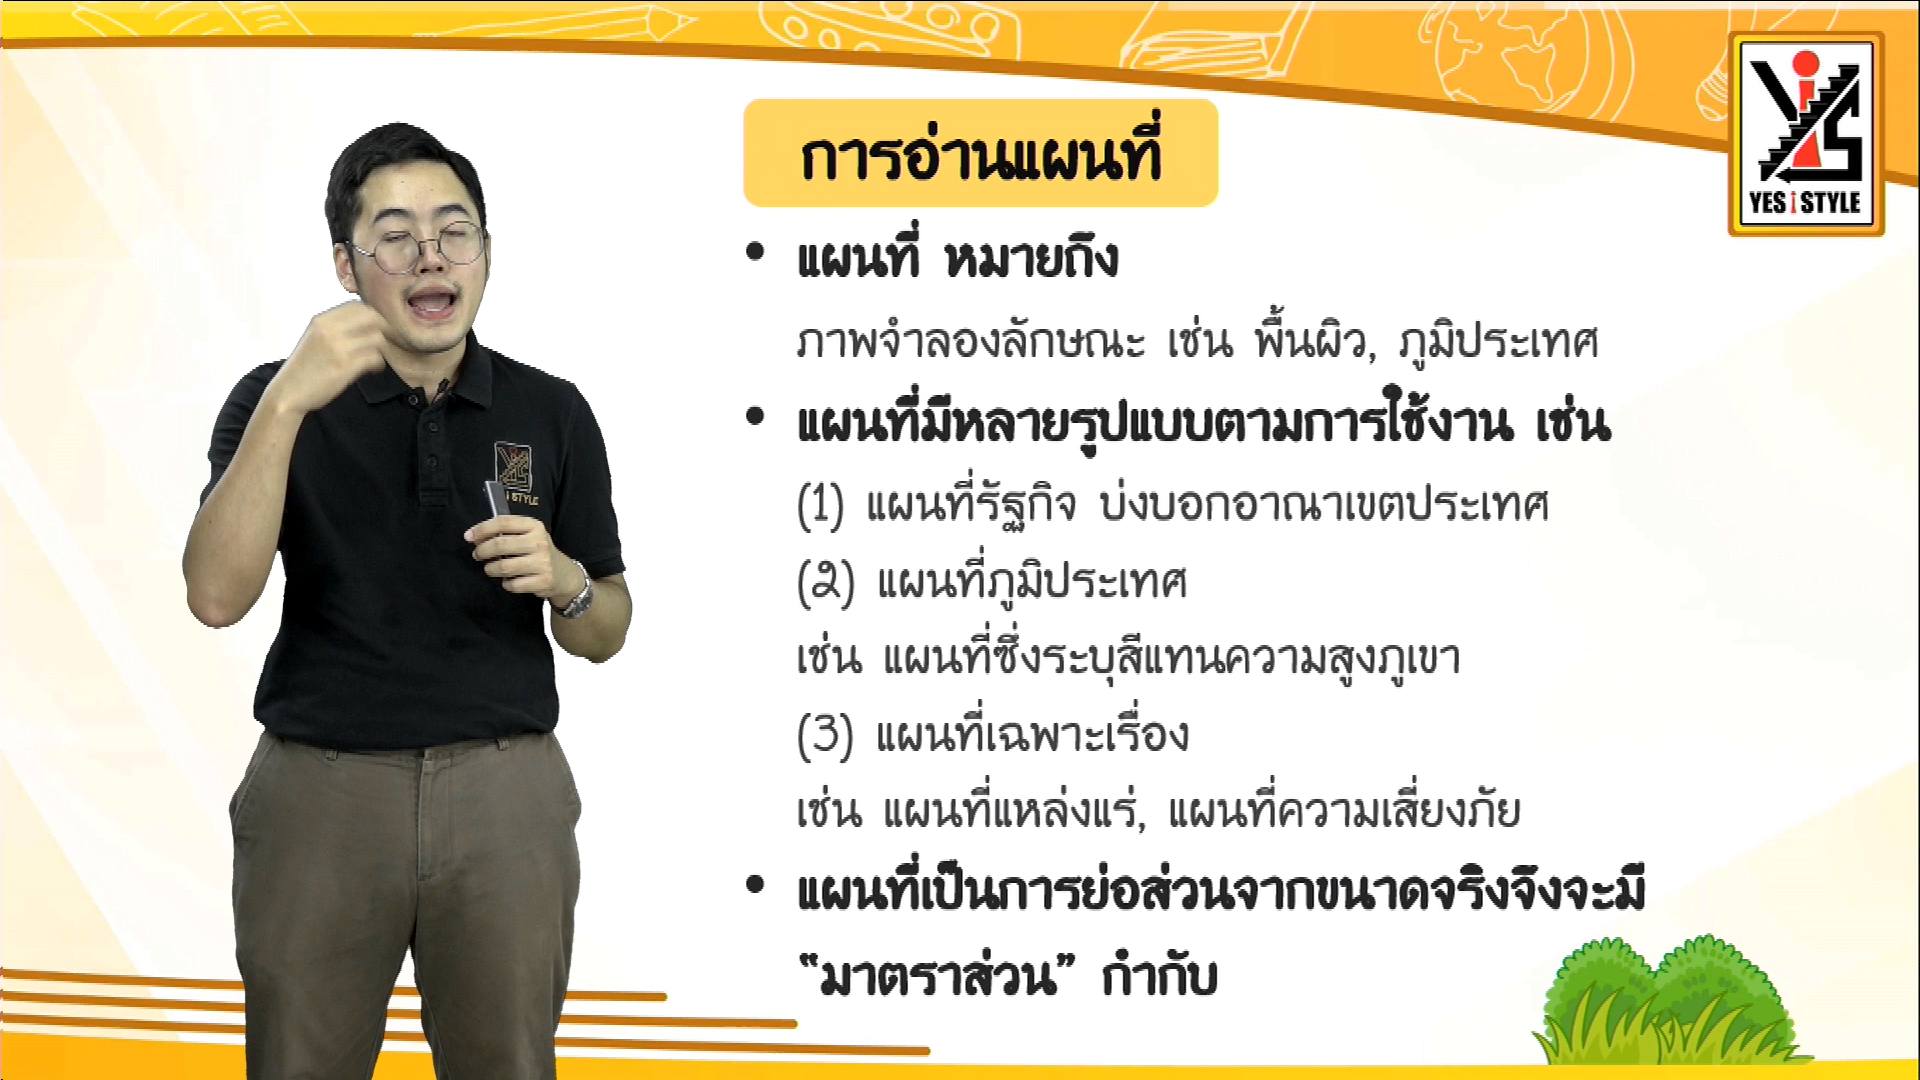 การอ่านแผนที่
• แผนที่ หมายถึง
ภาพจำลองลักษณะ เช่น พื้นผิว, ภูมิประเทศ
• แผนที่มีหลายรูปแบบตามการใช้งาน เช่น
(1) แผนที่รัฐกิจ บ่งบอกอาณาเขตประเทศ
(2) แผนที่ภูมิประเทศ
เช่น แผนที่ซึ่งระบุสีแทนความสูงภูเขา
(3) แผนที่เฉพาะเรื่อง
เช่น แผนที่แหล่งแร่, แผนที่ความเสี่ยงภัย
• แผนที่เป็นการย่อส่วนจากขนาดจริงจึงจะมี
“มาตราส่วน” กำกับ
YiS
YES i STYLE
STYLE